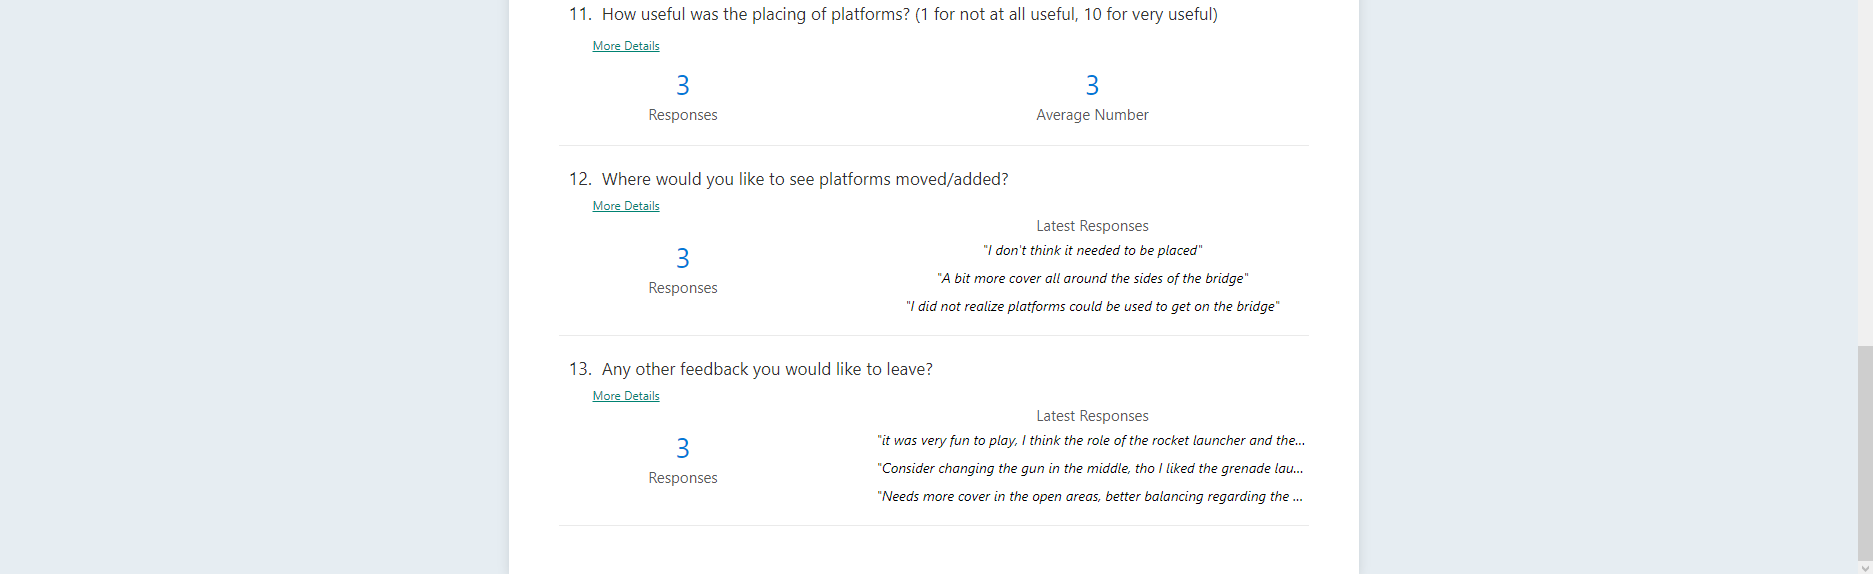 11. How useful was the placing of platforms? (1 for not at all useful, 10 for very useful)
More Details
3
Responses
3
Average Number
12. Where would you like to see platforms moved/added?
More Details
3
Responses
Latest Responses
"I don't think it needed to be placed"
"A bit more cover all around the sides of the bridge"
"I did not realize platforms could be used to get on the bridge"
13. Any other feedback you would like to leave?
More Details
3
Responses
Latest Responses
"it was very fun to play, I think the role of the rocket launcher and the...
"Consider changing the gun in the middle, tho I liked the grenade lau...
"Needs more cover in the open areas, better balancing regarding the ...